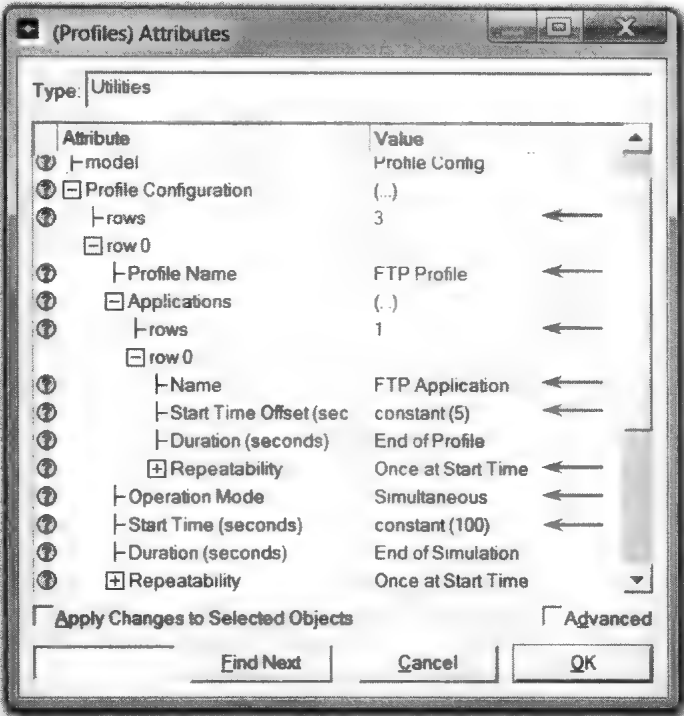 (Profiles) Attributes
Type: Utilities
Attribute Value
model Profile Config
Profile Configuration (...)
rows 3
row 0
Profile Name FTP Profile
Applications (...)
rows 1
row 0
Name FTP Application
Start Time Offset (sec constant (5)
Duration (seconds) End of Profile
Repeatability Once at Start Time
Operation Mode Simultaneous
Start Time (seconds) constant (100)
Duration (seconds) End of Simulation
Repeatability Once at Start Time
Apply Changes to Selected Objects Advanced
Find Next Cancel OK